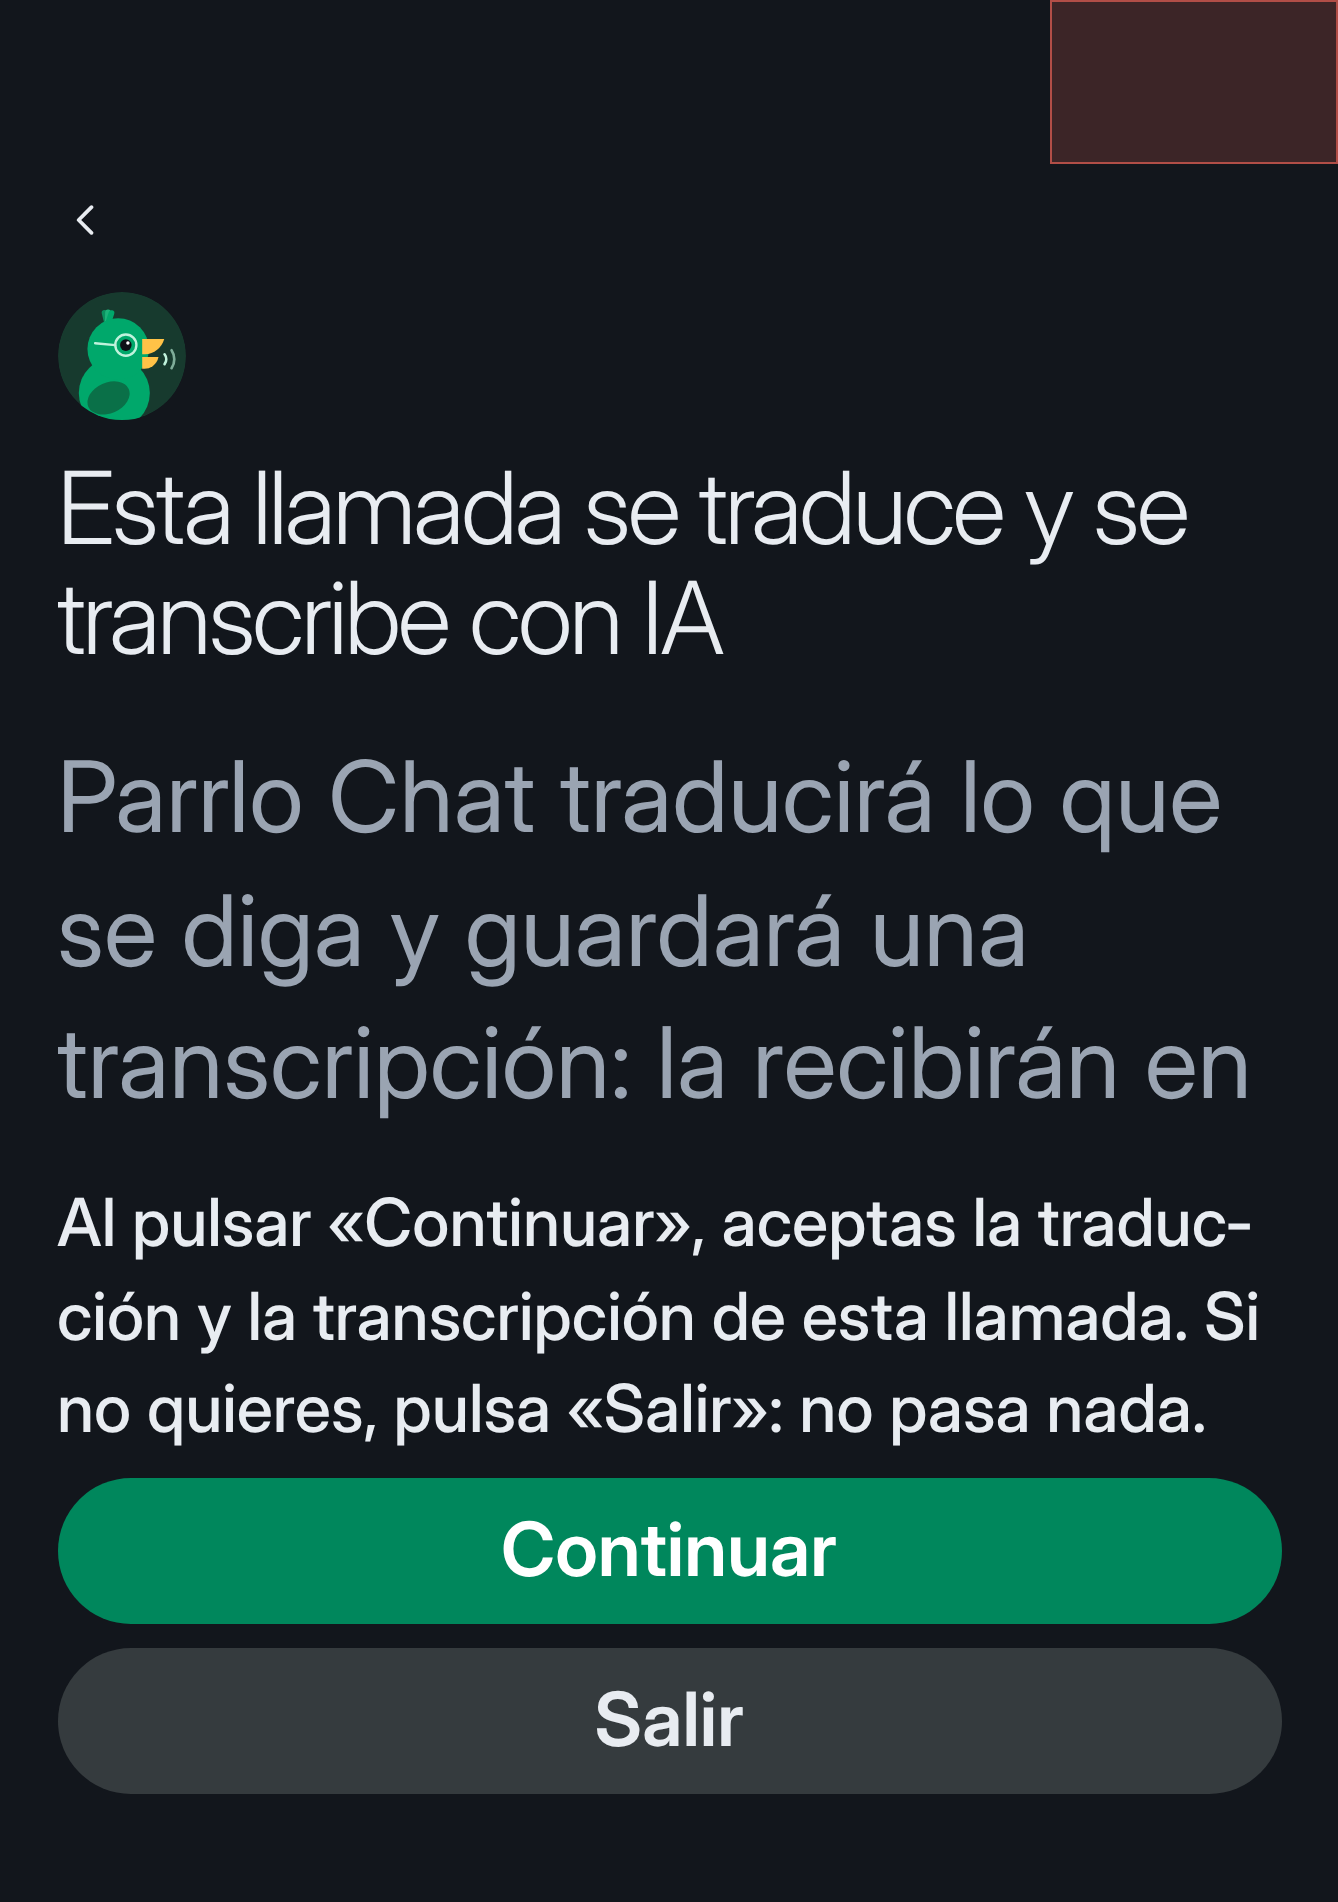 Esta llamada se traduce y se
transcribe con IA
Parrlo Chat traducirá lo que
se diga y guardará una
transcripción: la recibirán en
Al pulsar «Continuar», aceptas la traduc-
ción y la transcripción de esta llamada. Si
no quieres, pulsa «Salir»: no pasa nada.
Continuar
Salir